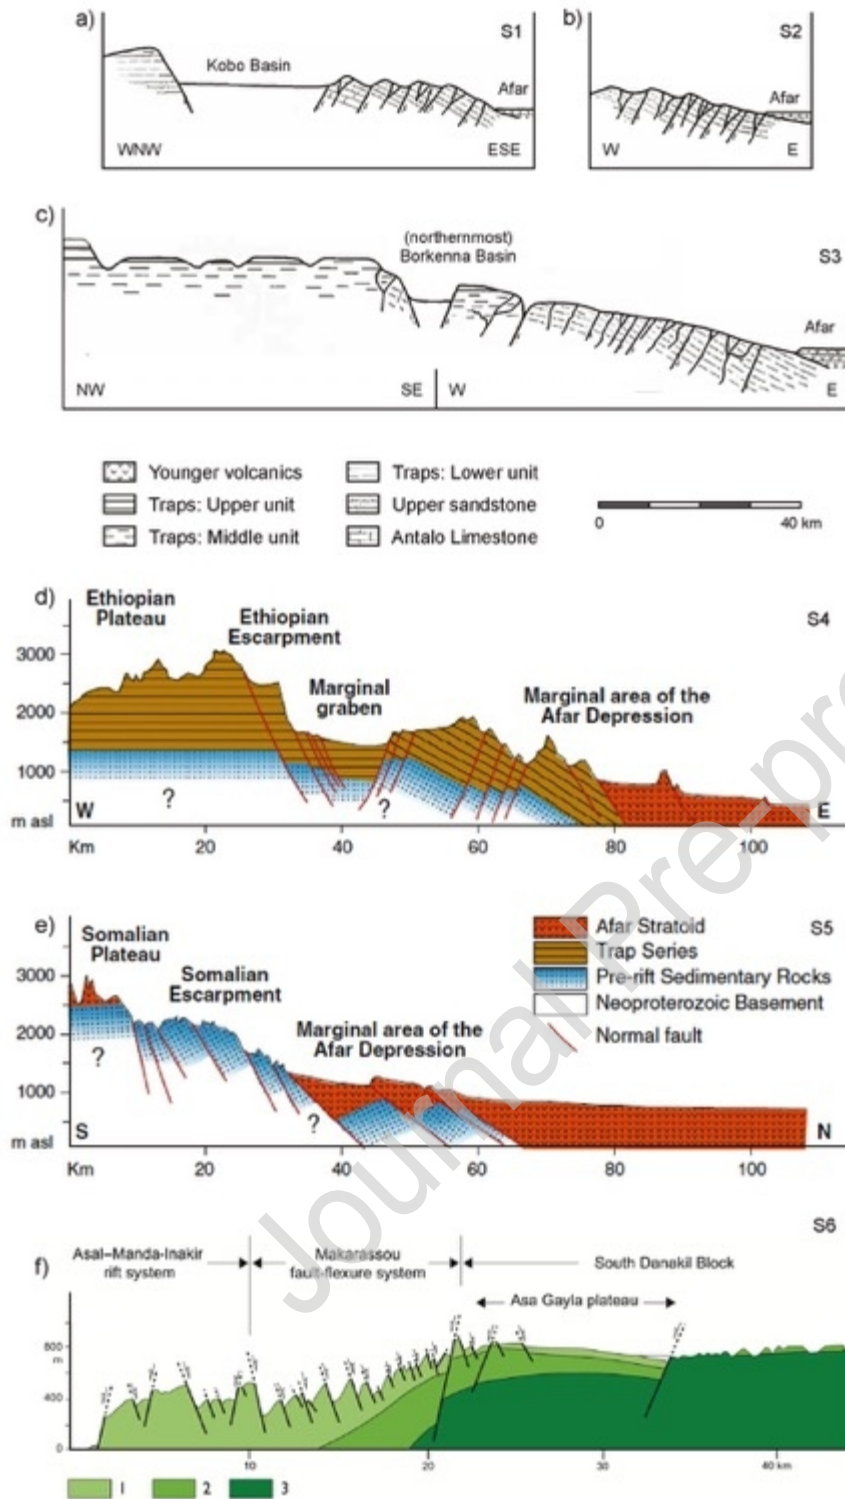 a)
S1
Kobo Basin
Afar
WNW
ESE
b)
S2
Afar
W
E
c)
(northernmost)
Borkenna Basin
S3
Afar
NW
SE
W
E
Younger volcanics
Traps: Lower unit
Traps: Upper unit
Upper sandstone
Traps: Middle unit
Antalo Limestone
0
40 km
d)
Ethiopian
Plateau
Ethiopian
Escarpment
S4
3000
Marginal
graben
Marginal area of the
Afar Depression
2000
1000
?
?
m asl
W
E
Km
20
40
60
80
100
e)
Somalian
Plateau
S5
Afar Stratoid
Trap Series
3000
Somalian
Escarpment
Pre-rift Sedimentary Rocks
Neoproterozoic Basement
Marginal area of the
Afar Depression
Normal fault
2000
?
1000
?
m asl
S
N
Km
20
40
60
80
100
S6
f)
Asal–Manda-Inakir
rift system
Makarassou
fault-flexure system
South Danakil Block
Asa Gayla plateau
800
m
400
0
10
20
30
40 km
1
2
3
Journal Pre-pr